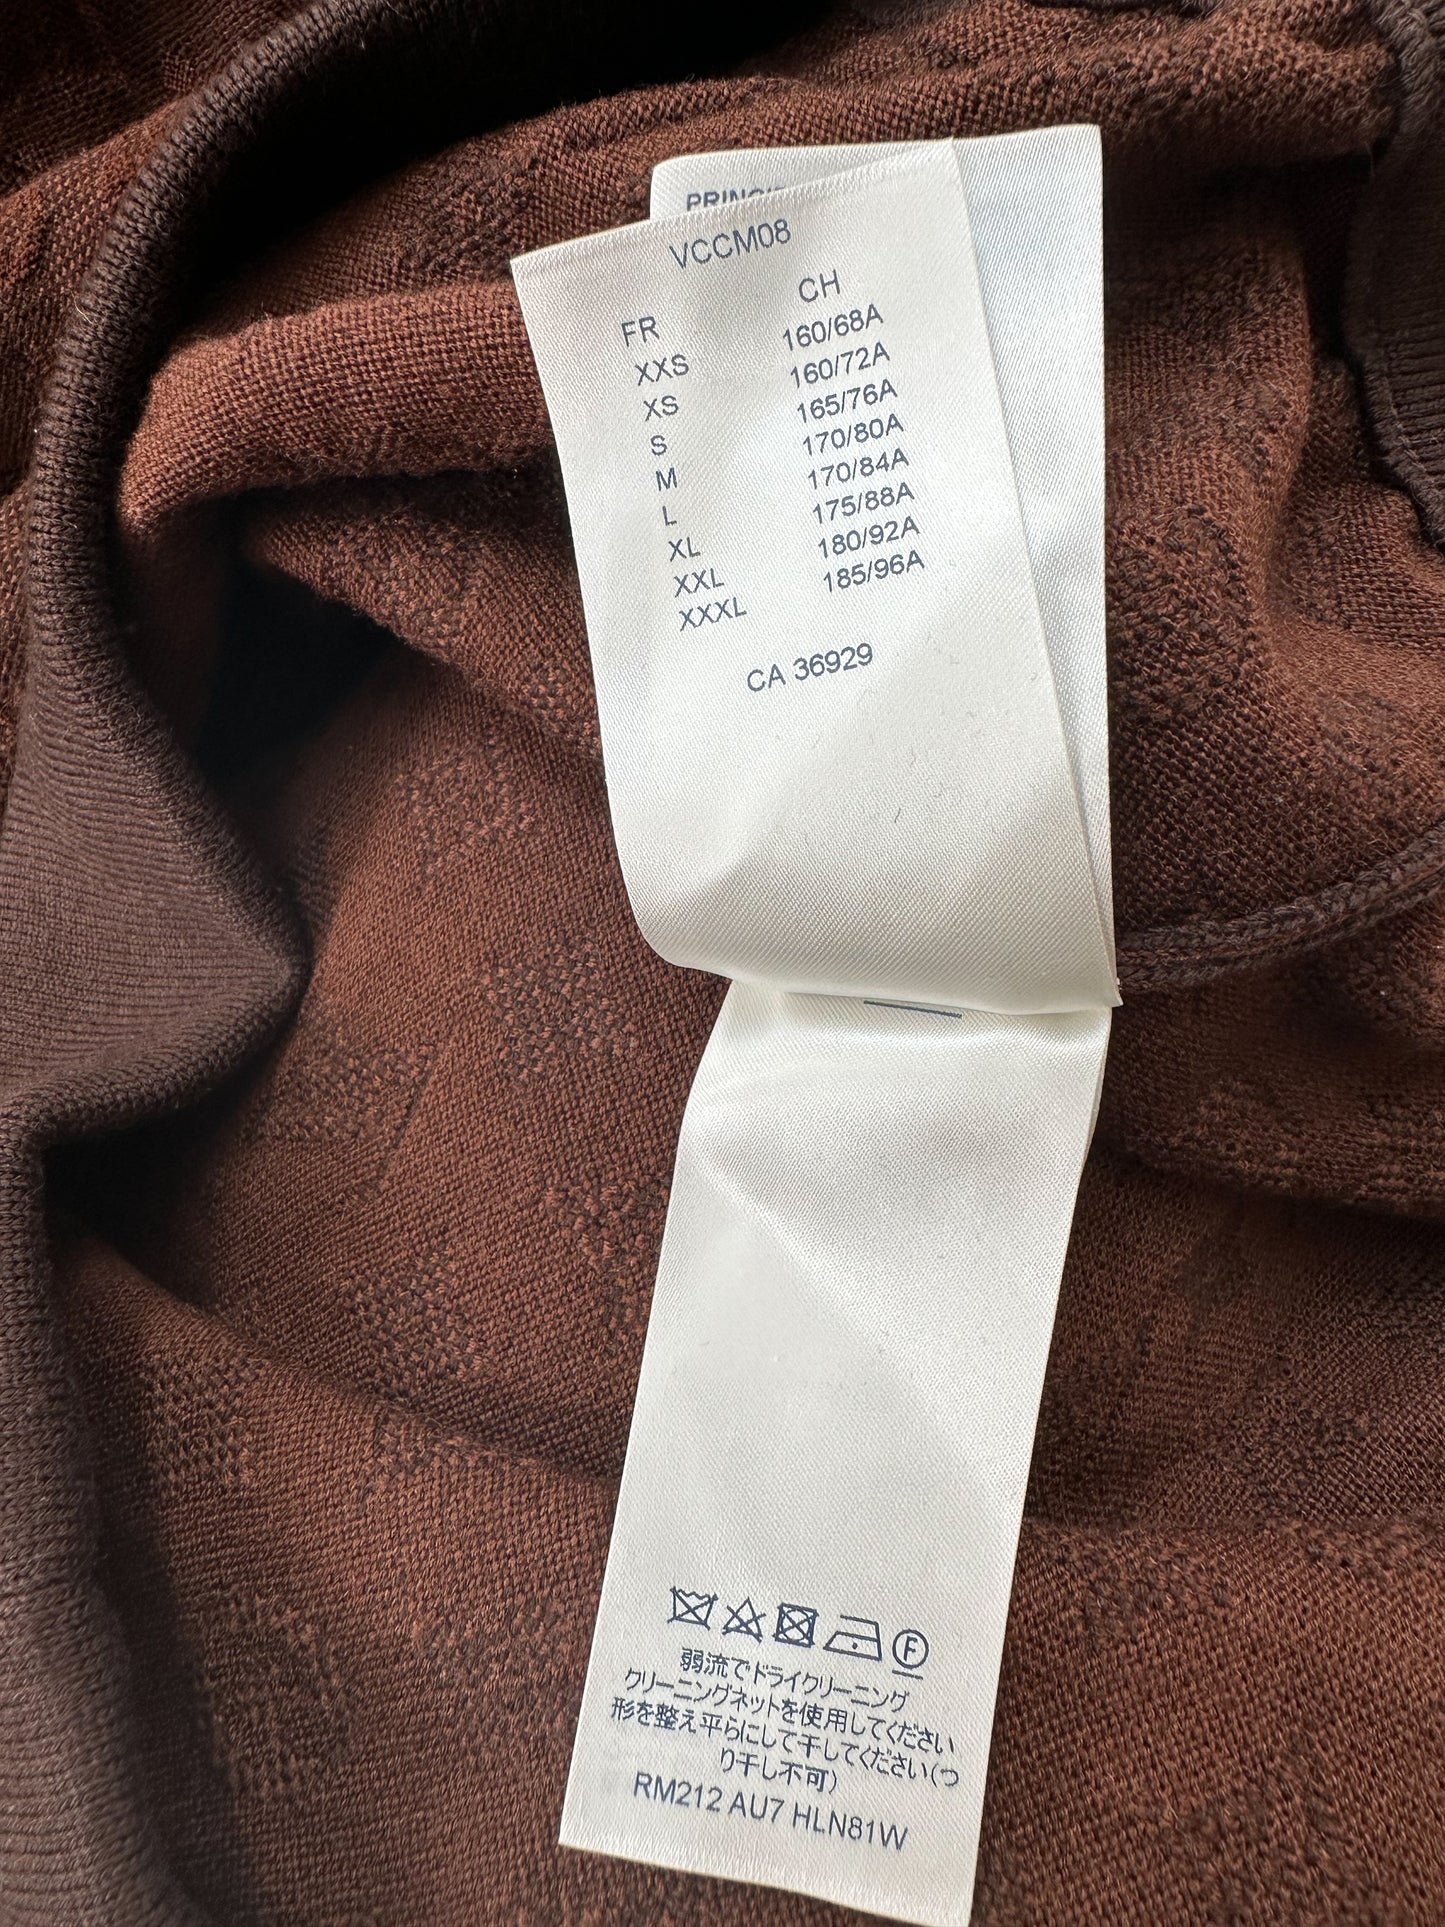 VCCM08
FR CH
XXS 160/68A
XS 160/72A
S 165/76A
M 170/80A
L 170/84A
XL 175/88A
XXL 180/92A
XXXL 185/96A
CA 36929
F
弱流でドライクリーニング
クリーニングネットを使用してください
形を整え平らにして干してください(つ
り干し不可)
RM212 AU7 HLN81W